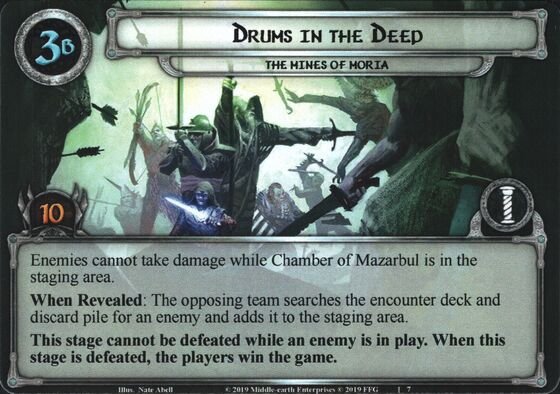 3B
DRUMS IN THE DEEP
THE MINES OF MORIA
10
Enemies cannot take damage while Chamber of Mazarbul is in the
staging area.
When Revealed: The opposing team searches the encounter deck and
discard pile for an enemy and adds it to the staging area.
This stage cannot be defeated while an enemy is in play. When this
stage is defeated, the players win the game.
Illus. Nate Abell
© 2019 Middle-earth Enterprises © 2019 FFG
7